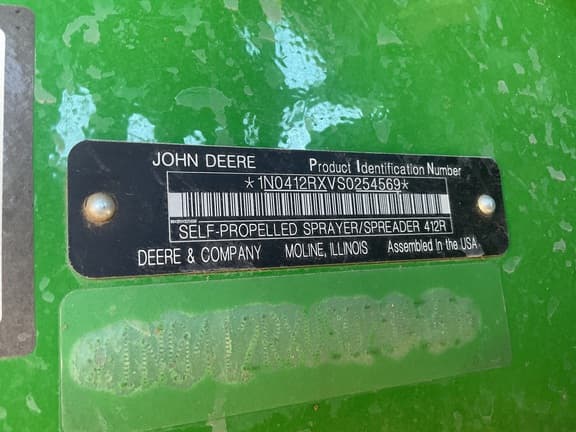 JOHN DEERE Product Identification Number
*1N0412RXVS0254569*
SELF-PROPELLED SPRAYER/SPREADER 412R
DEERE & COMPANY MOLINE, ILLINOIS Assembled in the USA